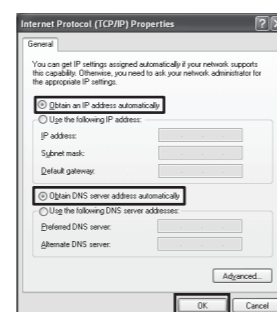 Internet Protocol (TCP/IP) Properties
General
You can get IP settings assigned automatically if your network supports
this capability. Otherwise, you need to ask your network administrator for
the appropriate IP settings.
Obtain an IP address automatically
Use the following IP address:
IP address:
Subnet mask:
Default gateway:
Obtain DNS server address automatically
Use the following DNS server addresses:
Preferred DNS server:
Alternate DNS server:
Advanced...
OK
Cancel